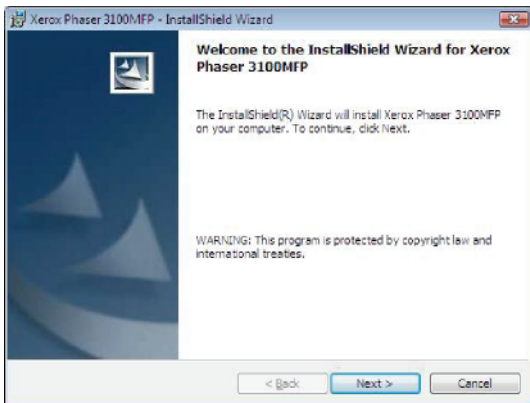 Xerox Phaser 3100MFP - InstallShield Wizard
Welcome to the InstallShield Wizard for Xerox
Phaser 3100MFP
The InstallShield(R) Wizard will install Xerox Phaser 3100MFP
on your computer. To continue, click Next.
WARNING: This program is protected by copyright law and
international treaties.
< Back Next > Cancel